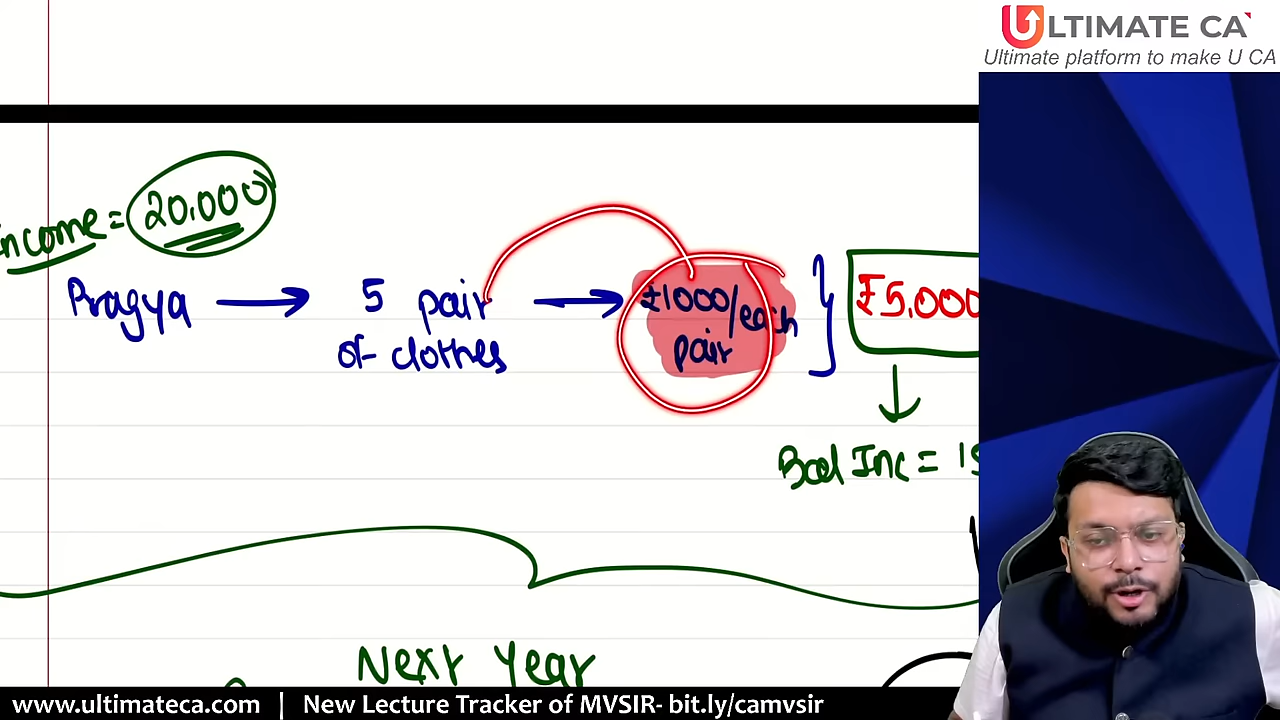 ULTIMATE CA
Ultimate platform to make U CA
Income = 20,000
Pragya → 5 pair of clothes → ₹1000/each pair } ₹5,000
Bal Inc =
Next Year
www.ultimateca.com | New Lecture Tracker of MVSIR- bit.ly/camvsir